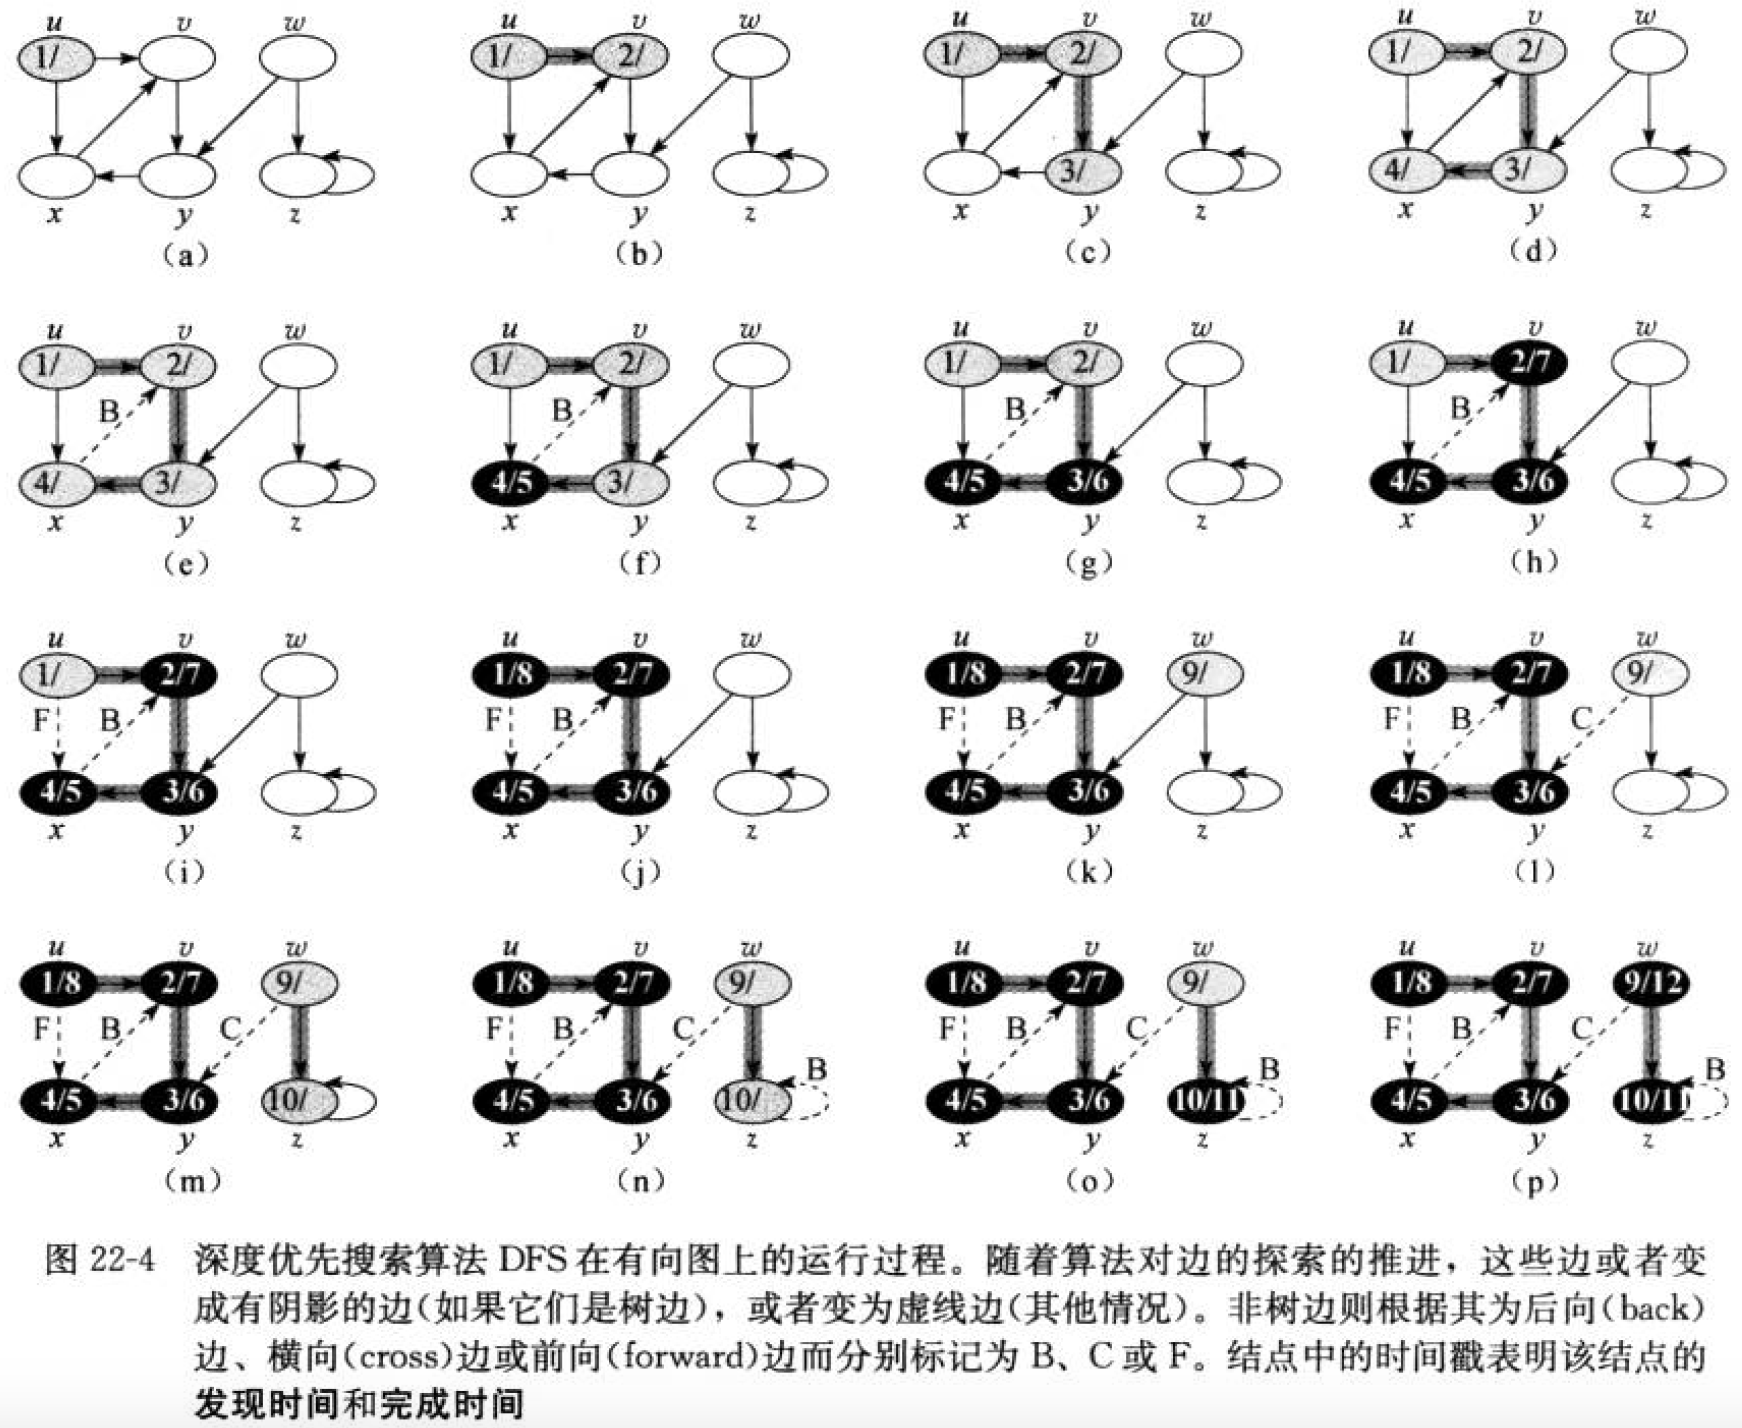 u v w u v w u v w u v w
1/ 1/ 2/ 1/ 2/ 1/ 2/
3/ 4/ 3/
x y z x y z x y z x y z
(a) (b) (c) (d)
u v w u v w u v w u v w
1/ 2/ 1/ 2/ 1/ 2/ 1/ 2/7
B B B B
4/ 3/ 4/5 3/ 4/5 3/6 4/5 3/6
x y z x y z x y z x y z
(e) (f) (g) (h)
u v w u v w u v w u v w
1/ 2/7 1/8 2/7 1/8 2/7 9/ 1/8 2/7 9/
F B F B F B F B C
4/5 3/6 4/5 3/6 4/5 3/6 4/5 3/6
x y z x y z x y z x y z
(i) (j) (k) (l)
u v w u v w u v w u v w
1/8 2/7 9/ 1/8 2/7 9/ 1/8 2/7 9/ 1/8 2/7 9/12
F B C F B C B F B C B F B C B
4/5 3/6 10/ 4/5 3/6 10/ 4/5 3/6 10/11 4/5 3/6 10/11
x y z x y z x y z x y z
(m) (n) (o) (p)
图 22-4 深度优先搜索算法 DFS 在有向图上的运行过程。随着算法对边的探索的推进，这些边或者变
成有阴影的边(如果它们是树边)，或者变为虚线边(其他情况)。非树边则根据其为后向(back)
边、横向(cross)边或前向(forward)边而分别标记为 B、C 或 F。结点中的时间戳表明该结点的
发现时间和完成时间